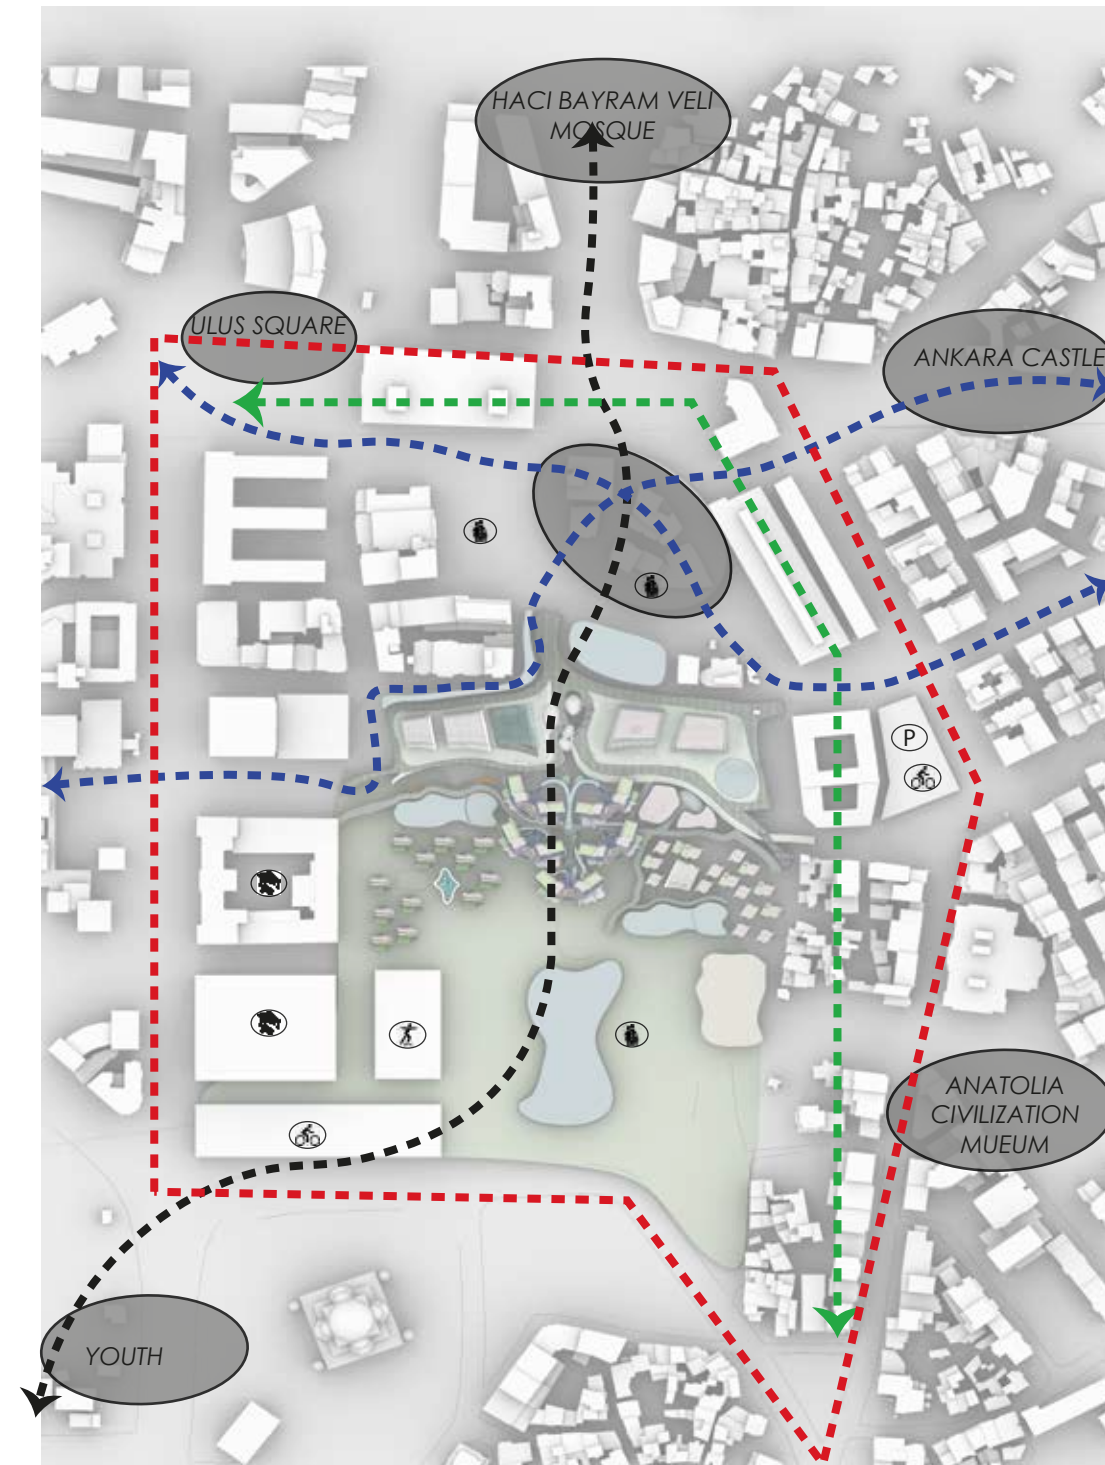 HACI BAYRAM VELI
MOSQUE
ULUS SQUARE
ANKARA CASTLE
P
ANATOLIA
CIVILIZATION
MUEUM
YOUTH